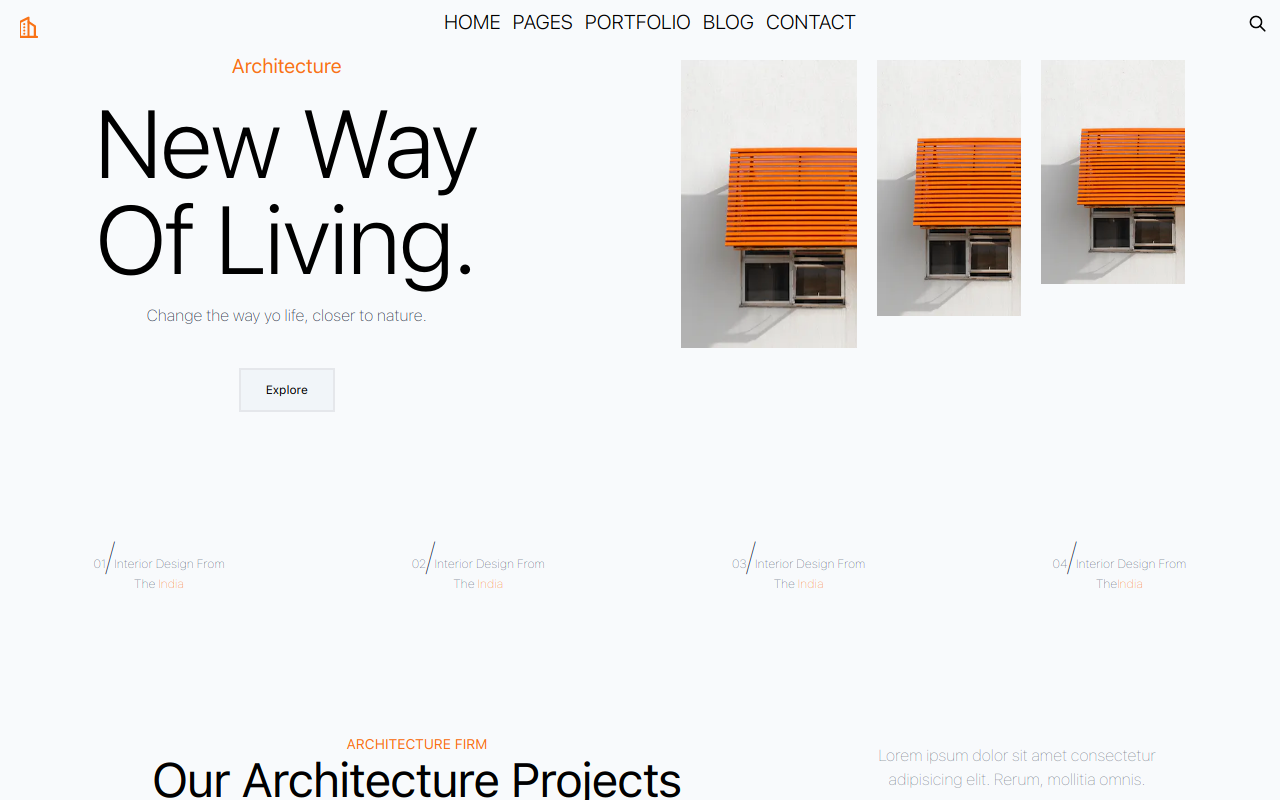 HOME PAGES PORTFOLIO BLOG CONTACT
Architecture
New Way
Of Living.
Change the way yo life, closer to nature.
Explore
01/ Interior Design From
The India
02/ Interior Design From
The India
03/ Interior Design From
The India
04/ Interior Design From
TheIndia
ARCHITECTURE FIRM
Our Architecture Projects
Lorem ipsum dolor sit amet consectetur
adipisicing elit. Rerum, mollitia omnis.